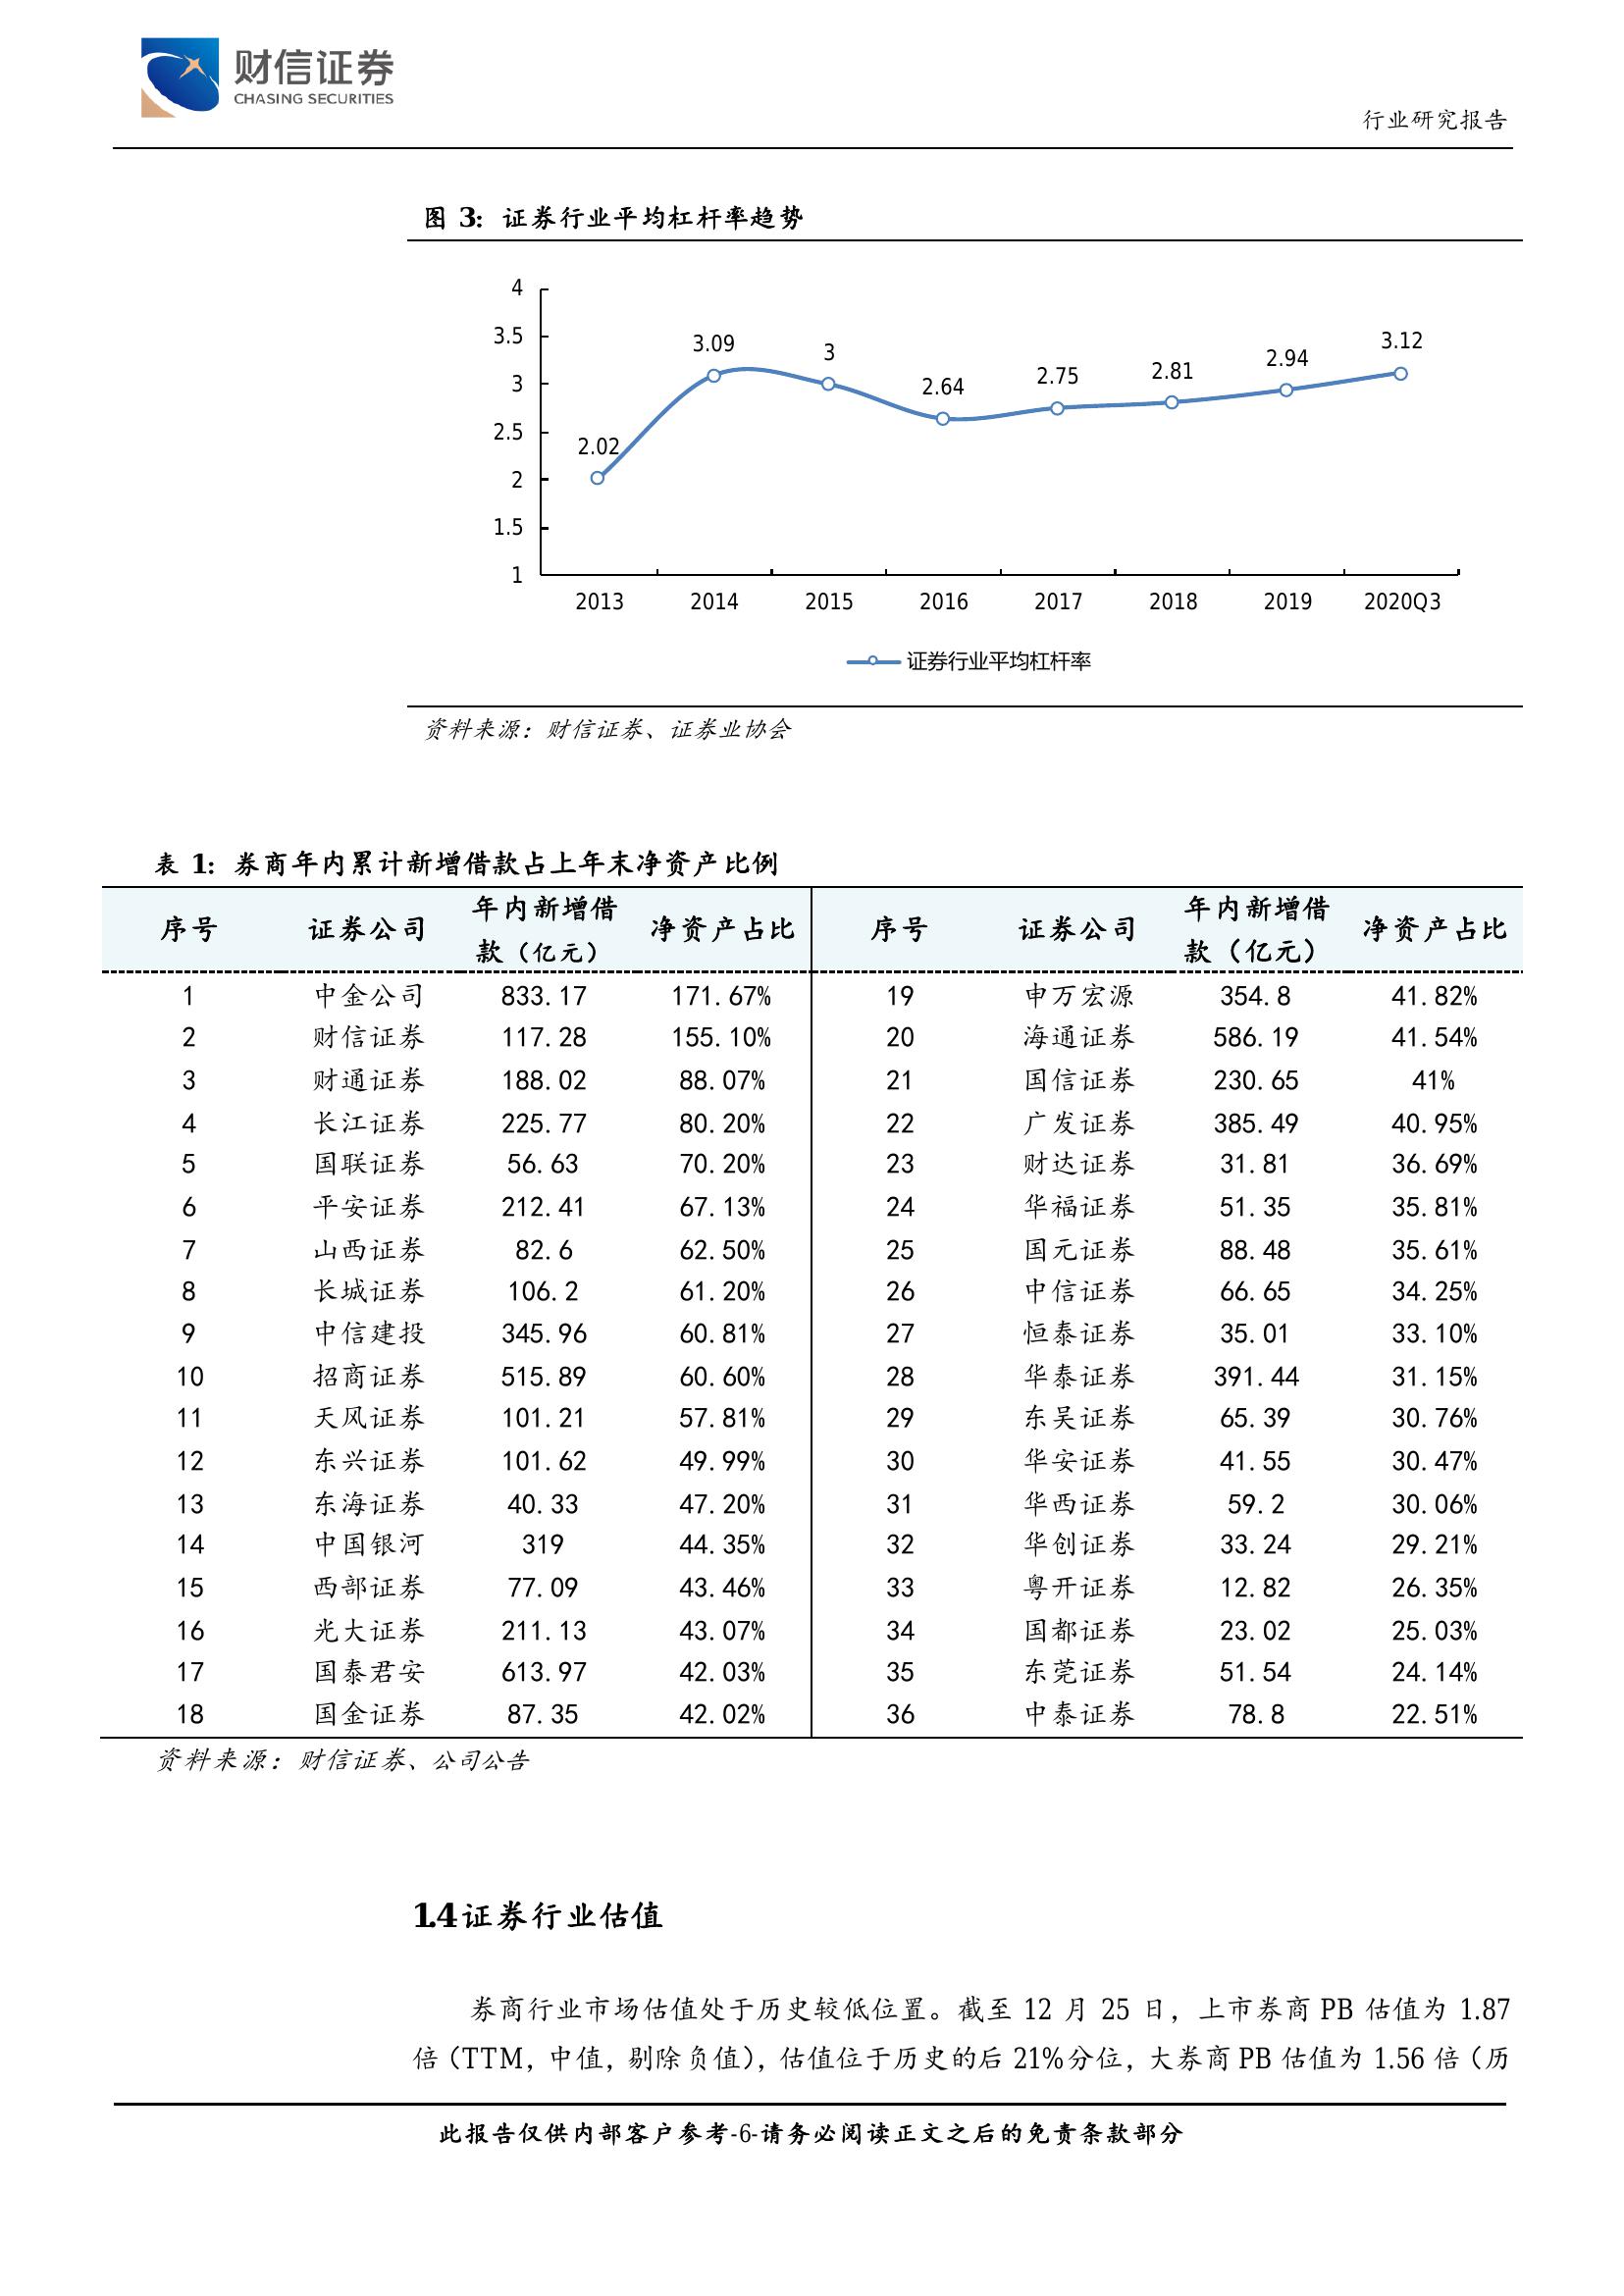 财信证券
CHASING SECURITIES
行业研究报告
图 3：证券行业平均杠杆率趋势
4
3.5
3
2.5
2
1.5
1
2.02
3.09
3
2.64
2.75
2.81
2.94
3.12
2013 2014 2015 2016 2017 2018 2019 2020Q3
证券行业平均杠杆率
资料来源：财信证券、证券业协会
表 1：券商年内累计新增借款占上年末净资产比例
序号 证券公司 年内新增借款（亿元） 净资产占比 序号 证券公司 年内新增借款（亿元） 净资产占比
1 中金公司 833.17 171.67% 19 申万宏源 354.8 41.82%
2 财信证券 117.28 155.10% 20 海通证券 586.19 41.54%
3 财通证券 188.02 88.07% 21 国信证券 230.65 41%
4 长江证券 225.77 80.20% 22 广发证券 385.49 40.95%
5 国联证券 56.63 70.20% 23 财达证券 31.81 36.69%
6 平安证券 212.41 67.13% 24 华福证券 51.35 35.81%
7 山西证券 82.6 62.50% 25 国元证券 88.48 35.61%
8 长城证券 106.2 61.20% 26 中信证券 66.65 34.25%
9 中信建投 345.96 60.81% 27 恒泰证券 35.01 33.10%
10 招商证券 515.89 60.60% 28 华泰证券 391.44 31.15%
11 天风证券 101.21 57.81% 29 东吴证券 65.39 30.76%
12 东兴证券 101.62 49.99% 30 华安证券 41.55 30.47%
13 东海证券 40.33 47.20% 31 华西证券 59.2 30.06%
14 中国银河 319 44.35% 32 华创证券 33.24 29.21%
15 西部证券 77.09 43.46% 33 粤开证券 12.82 26.35%
16 光大证券 211.13 43.07% 34 国都证券 23.02 25.03%
17 国泰君安 613.97 42.03% 35 东莞证券 51.54 24.14%
18 国金证券 87.35 42.02% 36 中泰证券 78.8 22.51%
资料来源：财信证券、公司公告
1.4 证券行业估值
券商行业市场估值处于历史较低位置。截至 12 月 25 日，上市券商 PB 估值为 1.87
倍（TTM，中值，剔除负值），估值位于历史的后 21%分位，大券商 PB 估值为 1.56 倍（历
此报告仅供内部客户参考-6-请务必阅读正文之后的免责条款部分